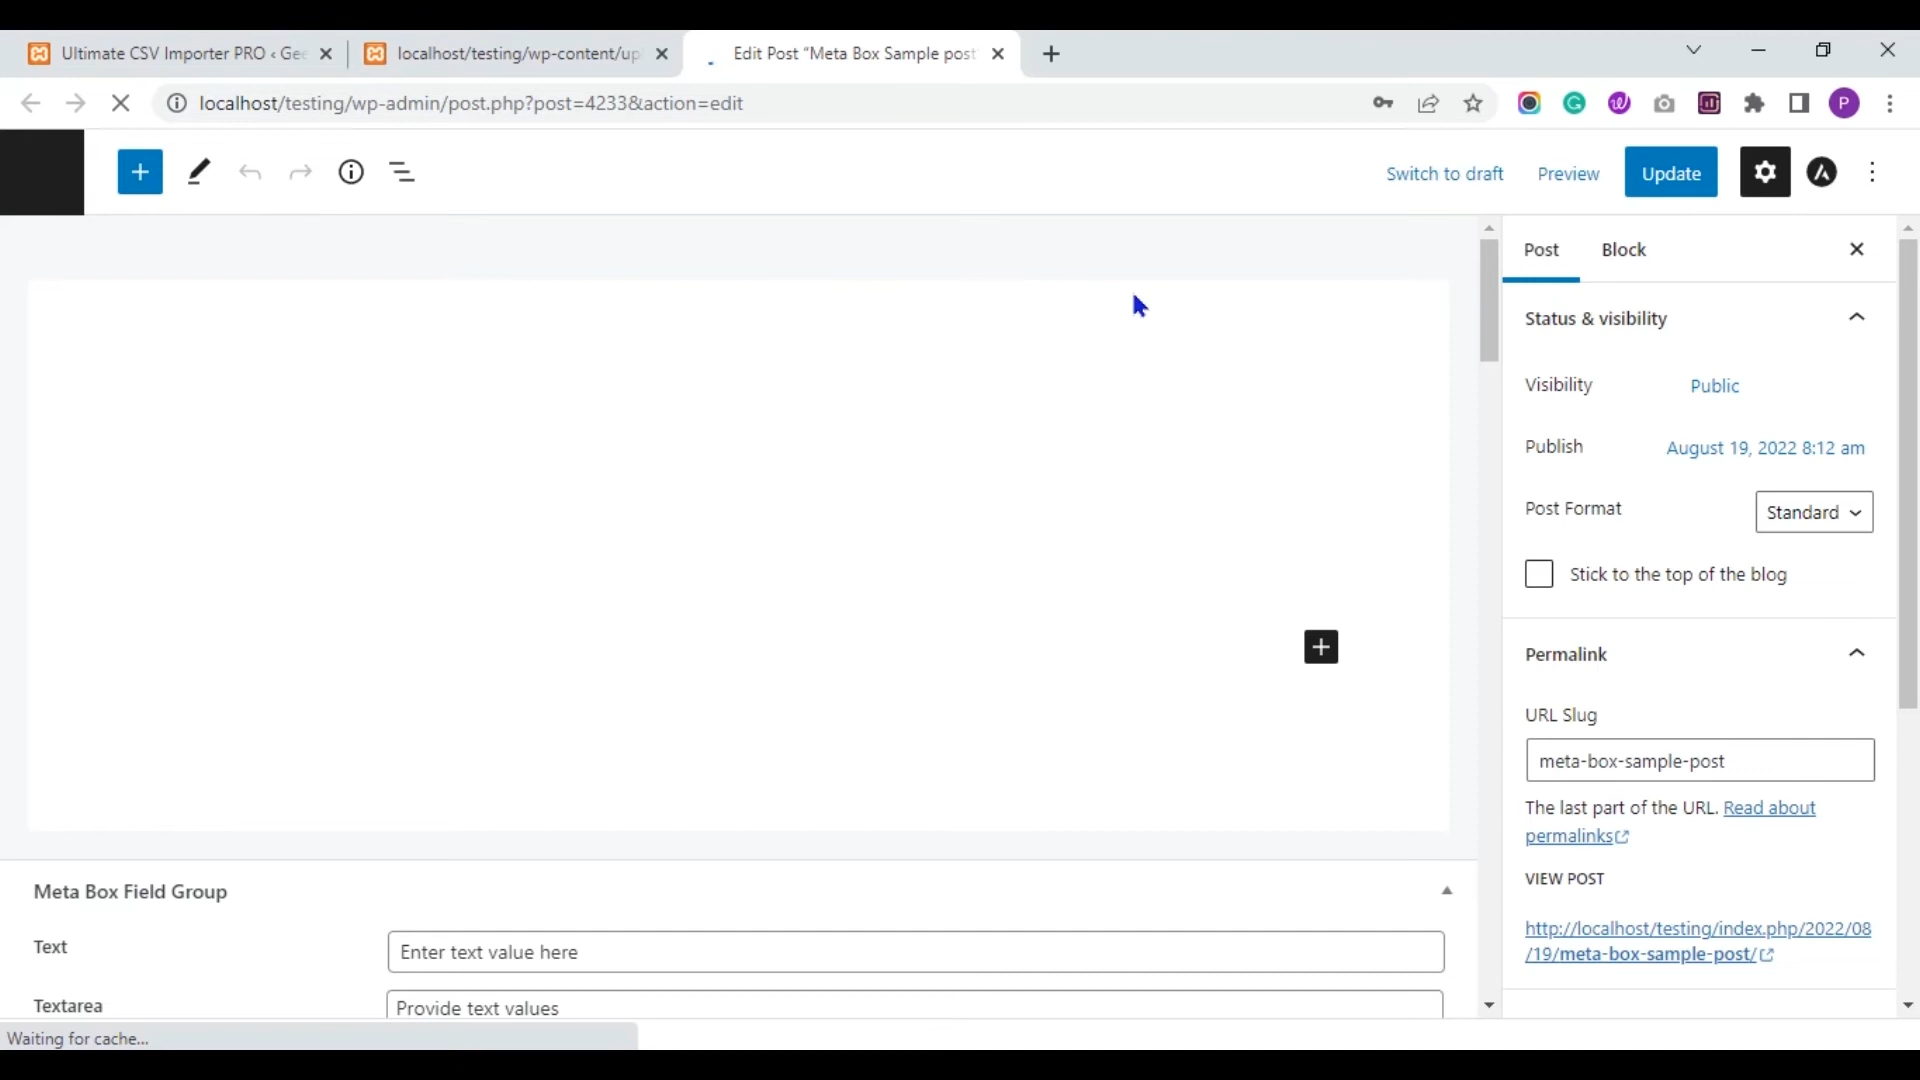 Ultimate CSV Importer PRO ‹ Gee
localhost/testing/wp-content/up
Edit Post “Meta Box Sample post”
localhost/testing/wp-admin/post.php?post=4233&action=edit
P
Switch to draft
Preview
Update
Post
Block
Status & visibility
Visibility
Public
Publish
August 19, 2022 8:12 am
Post Format
Standard
Stick to the top of the blog
Permalink
URL Slug
meta-box-sample-post
The last part of the URL. Read about
permalinks
VIEW POST
http://localhost/testing/index.php/2022/08
/19/meta-box-sample-post/
Meta Box Field Group
Text
Enter text value here
Textarea
Provide text values
Waiting for cache...